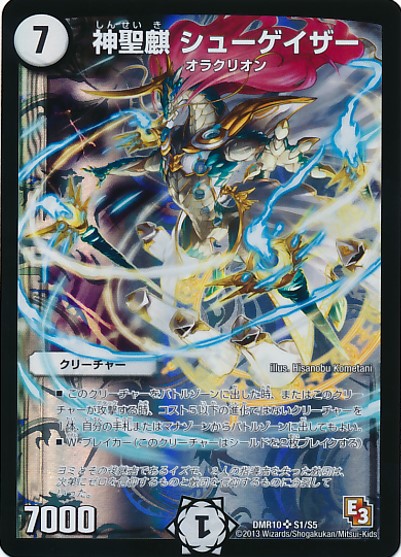 7
しんせいき
神聖麒 シューゲイザー
オラクリオン
クリーチャー
illus. Hisanobu Kometani
■ このクリーチャーをバトルゾーンに出した時、またはこのクリー
チャーが攻撃する時、コスト5以下の進化ではないクリーチャーを
1体、自分の手札またはマナゾーンからバトルゾーンに出してもよい。
■ W・ブレイカー(このクリーチャーはシールドを2枚ブレイクする)
7000
DMR10 S1/S5
©2013 Wizards/Shogakukan/Mitsui-Kids
E3